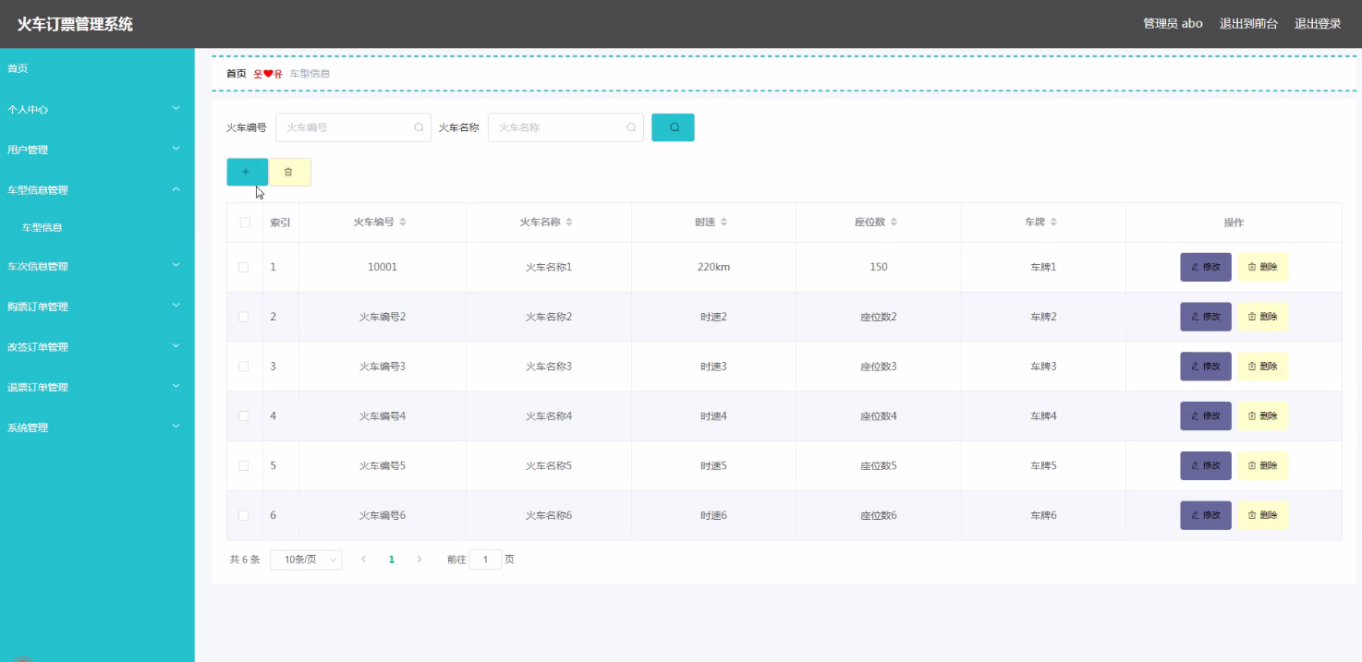 火车订票管理系统
管理员 abo 退出到前台 退出登录
首页
个人中心
用户管理
车型信息管理
车型信息
车次信息管理
购票订单管理
改签订单管理
退票订单管理
系统管理
首页 웃❤유 车型信息
火车编号 火车编号 火车名称 火车名称
索引 火车编号 火车名称 时速 座位数 车牌 操作
1 10001 火车名称1 220km 150 车牌1 修改 删除
2 火车编号2 火车名称2 时速2 座位数2 车牌2 修改 删除
3 火车编号3 火车名称3 时速3 座位数3 车牌3 修改 删除
4 火车编号4 火车名称4 时速4 座位数4 车牌4 修改 删除
5 火车编号5 火车名称5 时速5 座位数5 车牌5 修改 删除
6 火车编号6 火车名称6 时速6 座位数6 车牌6 修改 删除
共 6 条 10条/页 1 前往 1 页